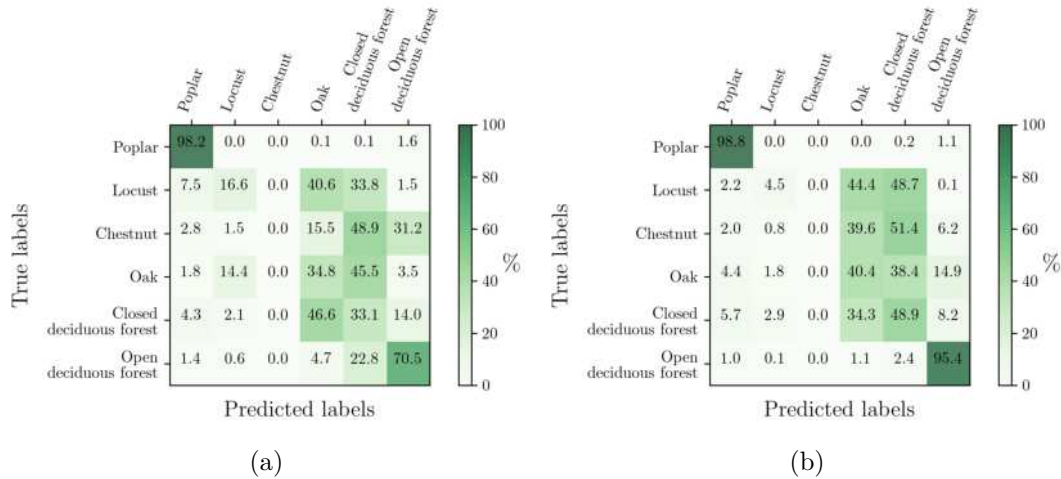 Poplar
Locust
Chestnut
Oak
Closed
deciduous forest
Open
deciduous forest
Poplar 98.2 0.0 0.0 0.1 0.1 1.6
Locust 7.5 16.6 0.0 40.6 33.8 1.5
Chestnut 2.8 1.5 0.0 15.5 48.9 31.2
Oak 1.8 14.4 0.0 34.8 45.5 3.5
Closed
deciduous forest 4.3 2.1 0.0 46.6 33.1 14.0
Open
deciduous forest 1.4 0.6 0.0 4.7 22.8 70.5
True labels
Predicted labels
100
80
60
40
20
0
%
(a)
Poplar
Locust
Chestnut
Oak
Closed
deciduous forest
Open
deciduous forest
Poplar 98.8 0.0 0.0 0.0 0.2 1.1
Locust 2.2 4.5 0.0 44.4 48.7 0.1
Chestnut 2.0 0.8 0.0 39.6 51.4 6.2
Oak 4.4 1.8 0.0 40.4 38.4 14.9
Closed
deciduous forest 5.7 2.9 0.0 34.3 48.9 8.2
Open
deciduous forest 1.0 0.1 0.0 1.1 2.4 95.4
True labels
Predicted labels
100
80
60
40
20
0
%
(b)